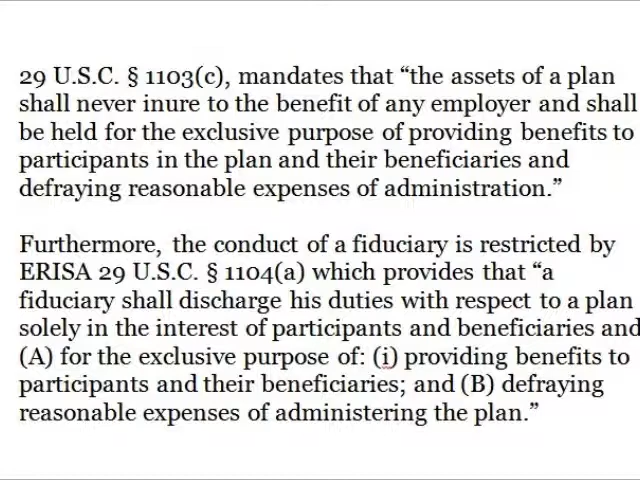 29 U.S.C. § 1103(c), mandates that “the assets of a plan
shall never inure to the benefit of any employer and shall
be held for the exclusive purpose of providing benefits to
participants in the plan and their beneficiaries and
defraying reasonable expenses of administration.”
Furthermore, the conduct of a fiduciary is restricted by
ERISA 29 U.S.C. § 1104(a) which provides that “a
fiduciary shall discharge his duties with respect to a plan
solely in the interest of participants and beneficiaries and
(A) for the exclusive purpose of: (i) providing benefits to
participants and their beneficiaries; and (B) defraying
reasonable expenses of administering the plan.”